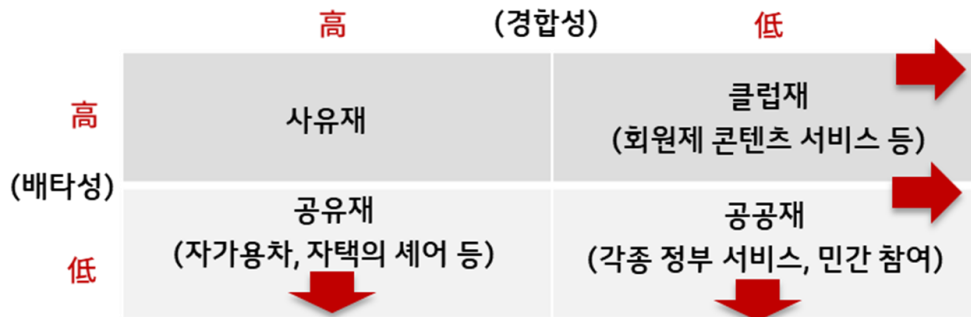 高 (경합성) 低
高
사유재
클럽재
(회원제 콘텐츠 서비스 등)
(배타성)
低
공유재
(자가용차, 자택의 셰어 등)
공공재
(각종 정부 서비스, 민간 참여)